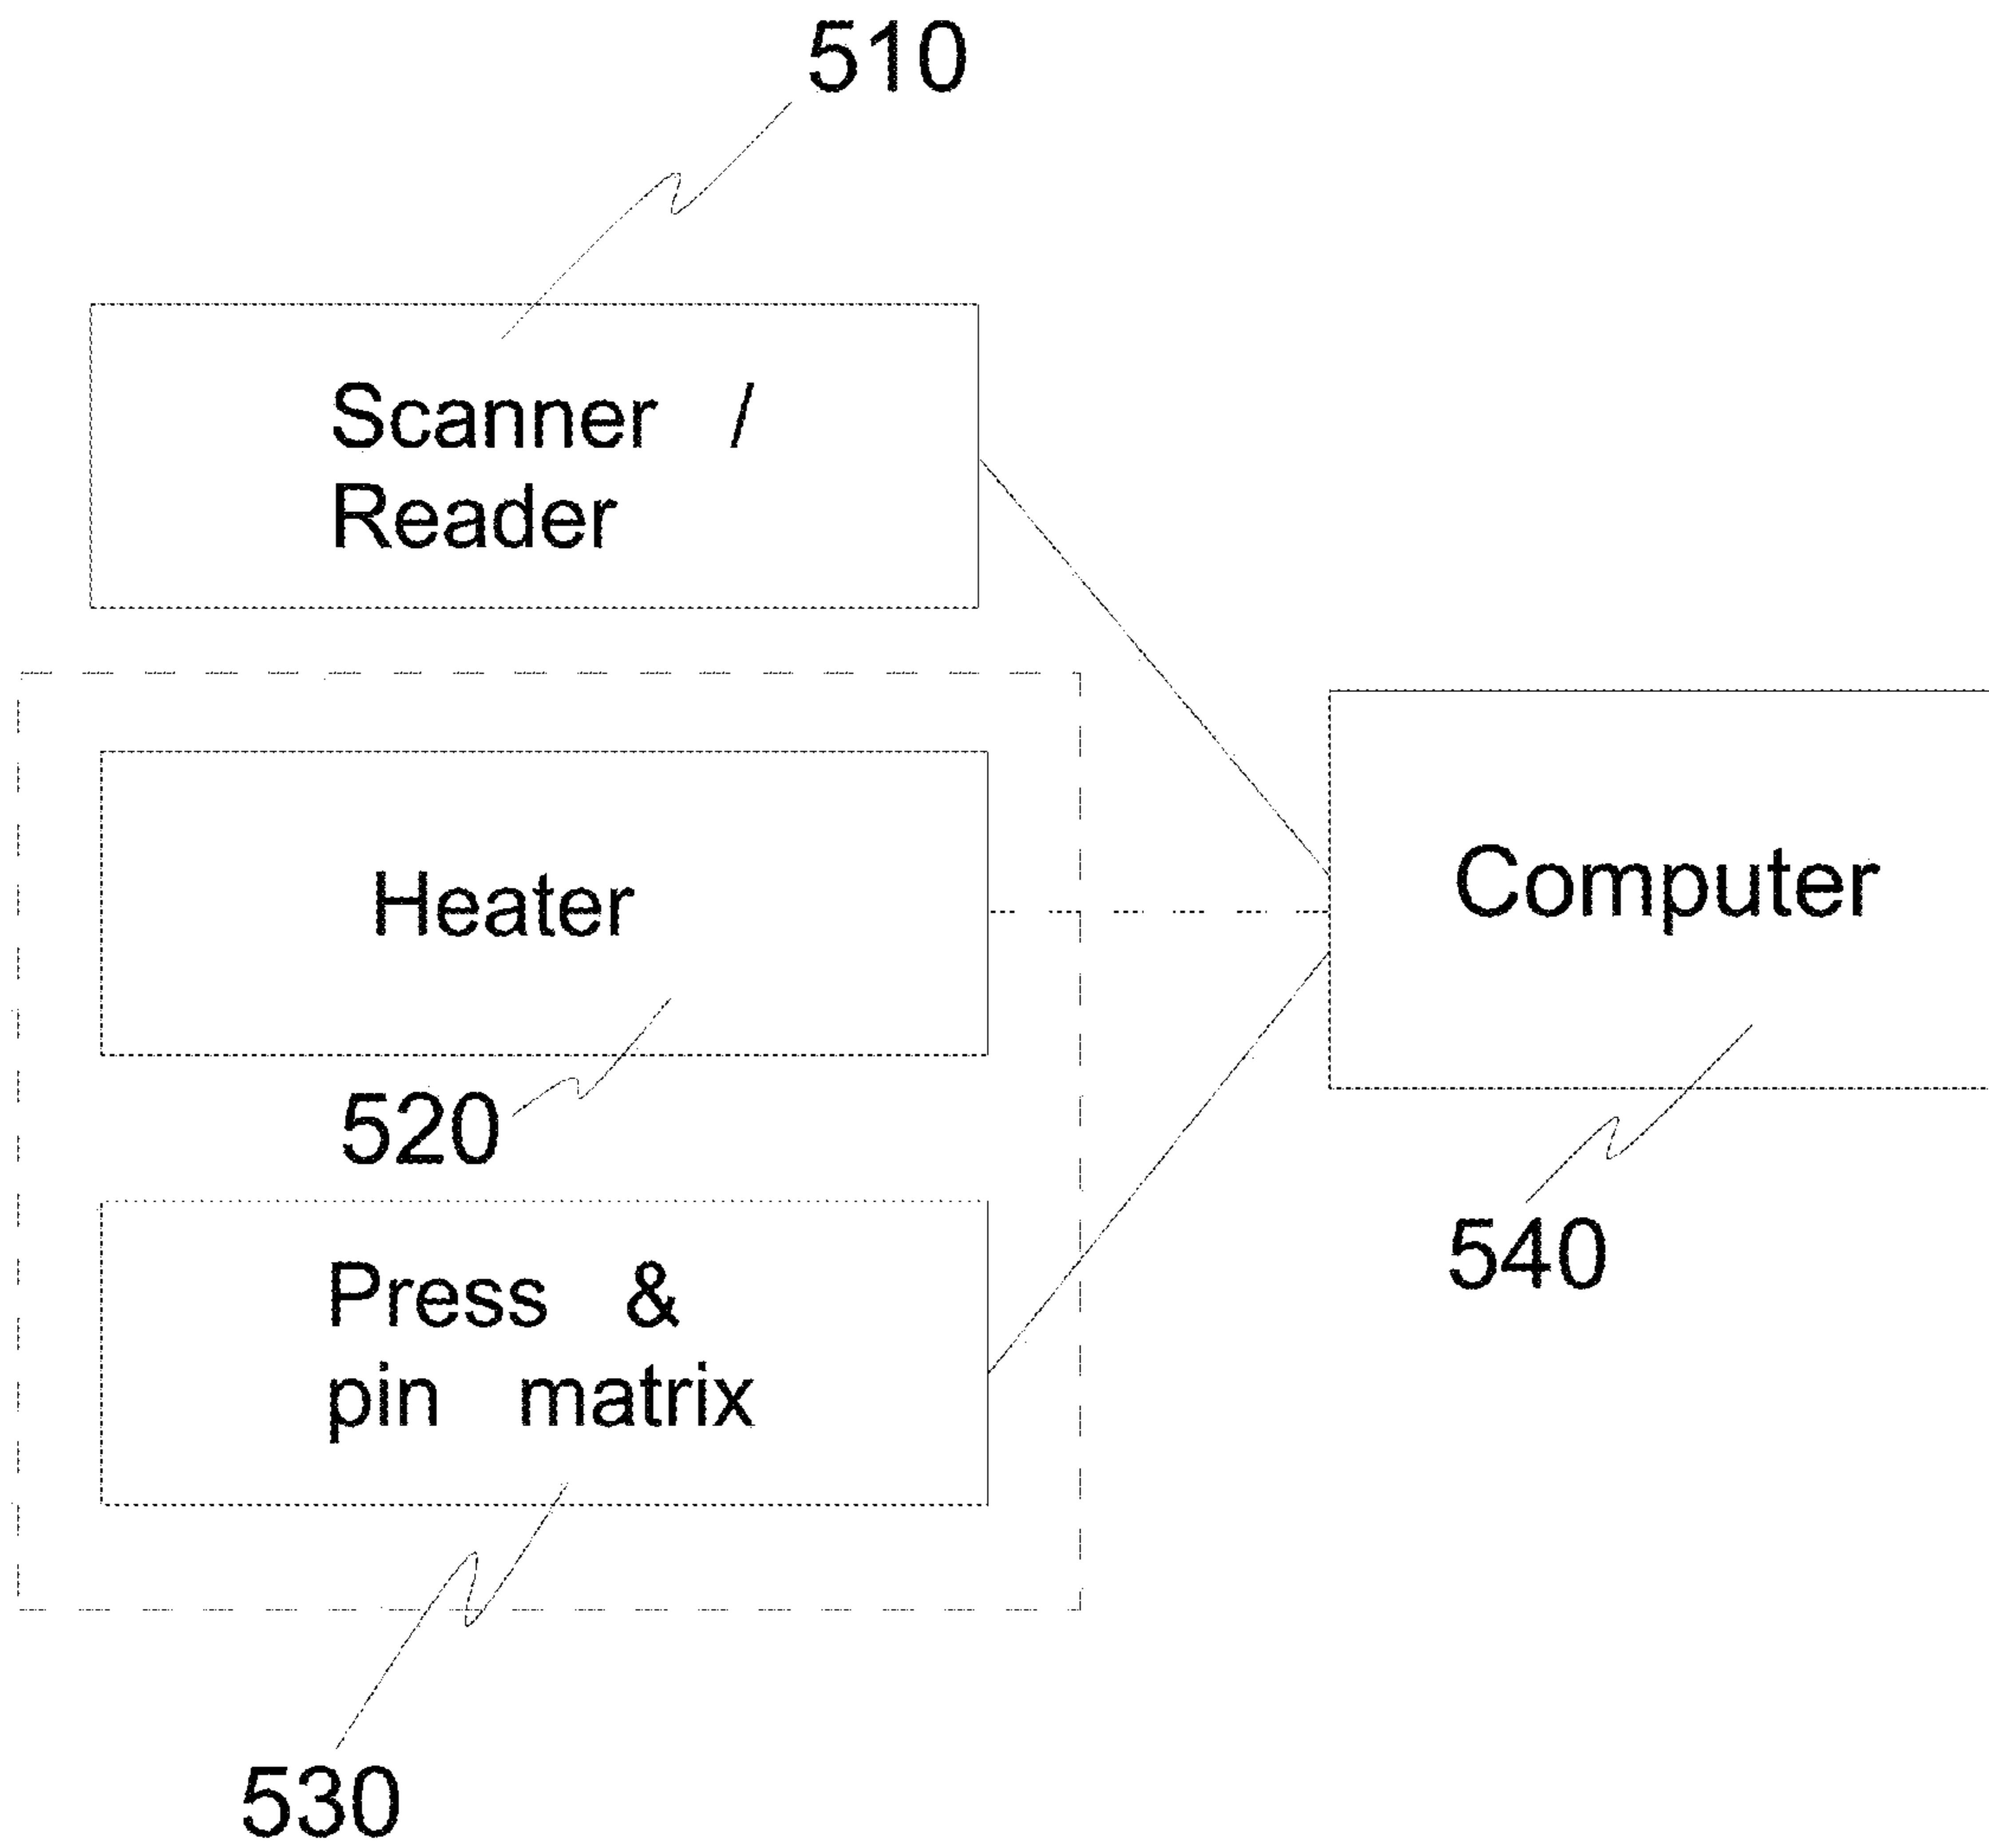 510
Scanner /
Reader
Heater
Computer
520
540
Press &
pin matrix
530